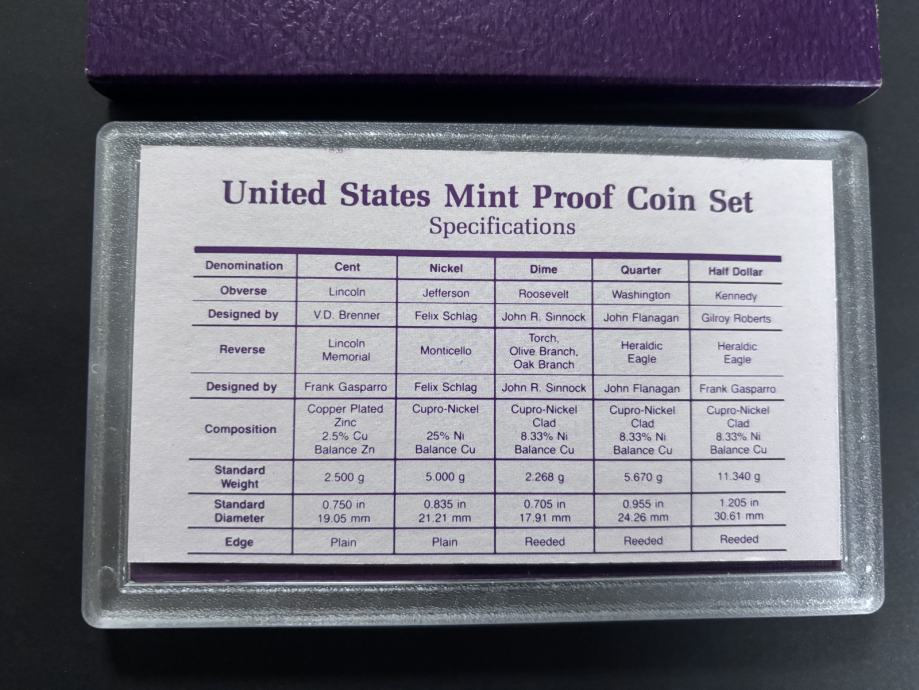 United States Mint Proof Coin Set
Specifications
Denomination Cent Nickel Dime Quarter Half Dollar
Obverse Lincoln Jefferson Roosevelt Washington Kennedy
Designed by V.D. Brenner Felix Schlag John R. Sinnock John Flanagan Gilroy Roberts
Reverse Lincoln Memorial Monticello Torch, Olive Branch, Oak Branch Heraldic Eagle Heraldic Eagle
Designed by Frank Gasparro Felix Schlag John R. Sinnock John Flanagan Frank Gasparro
Composition Copper Plated Zinc 2.5% Cu Balance Zn Cupro-Nickel 25% Ni Balance Cu Cupro-Nickel Clad 8.33% Ni Balance Cu Cupro-Nickel Clad 8.33% Ni Balance Cu Cupro-Nickel Clad 8.33% Ni Balance Cu
Standard Weight 2.500 g 5.000 g 2.268 g 5.670 g 11.340 g
Standard Diameter 0.750 in 19.05 mm 0.835 in 21.21 mm 0.705 in 17.91 mm 0.955 in 24.26 mm 1.205 in 30.61 mm
Edge Plain Plain Reeded Reeded Reeded